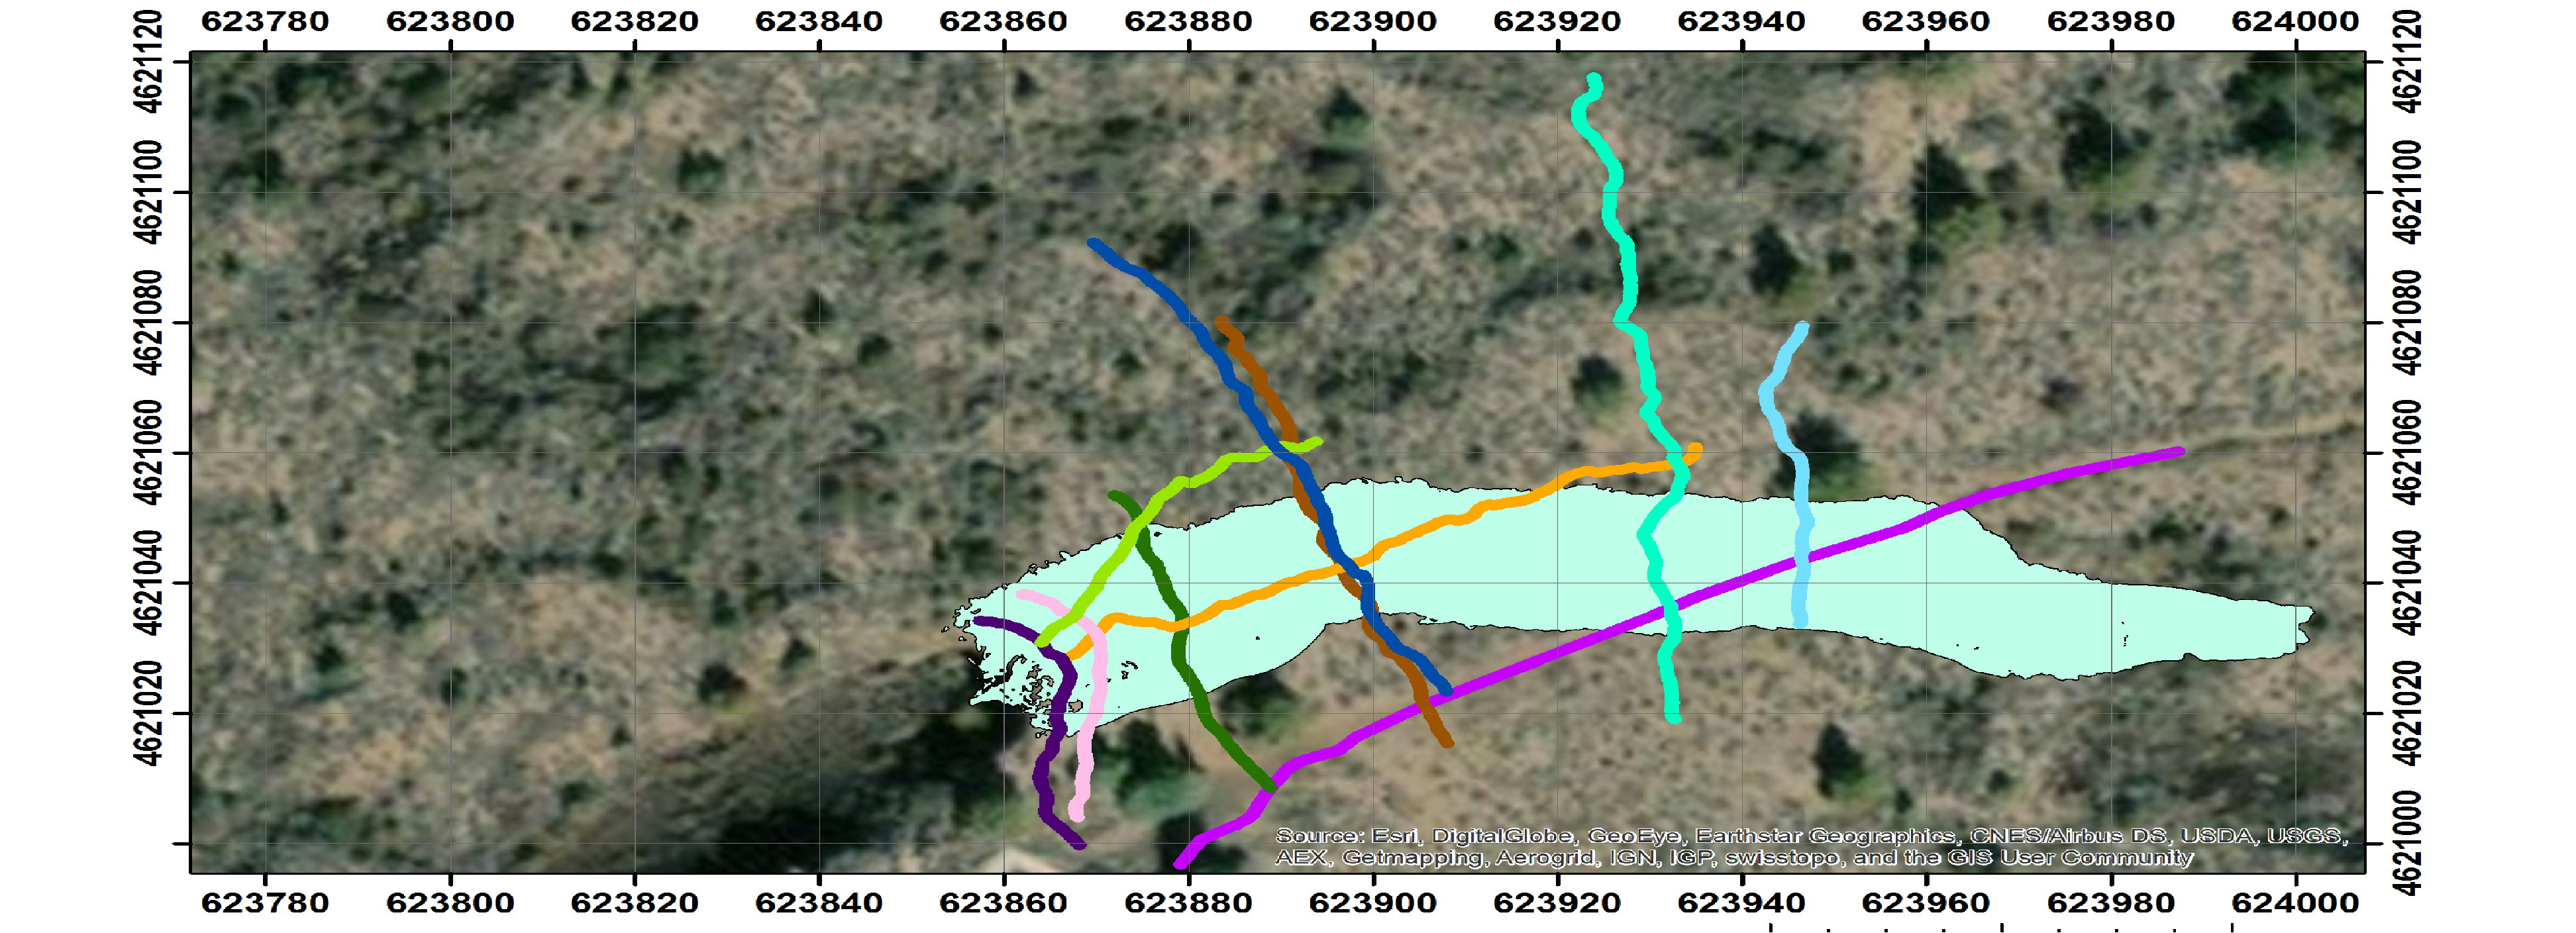 623780 623800 623820 623840 623860 623880 623900 623920 623940 623960 623980 624000
4621120 4621120
4621100 4621100
4621080 4621080
4621060 4621060
4621040 4621040
4621020 4621020
4621000 4621000
Source: Esri, DigitalGlobe, GeoEye, Earthstar Geographics, CNES/Airbus DS, USDA, USGS,
AEX, Getmapping, Aerogrid, IGN, IGP, swisstopo, and the GIS User Community
623780 623800 623820 623840 623860 623880 623900 623920 623940 623960 623980 624000